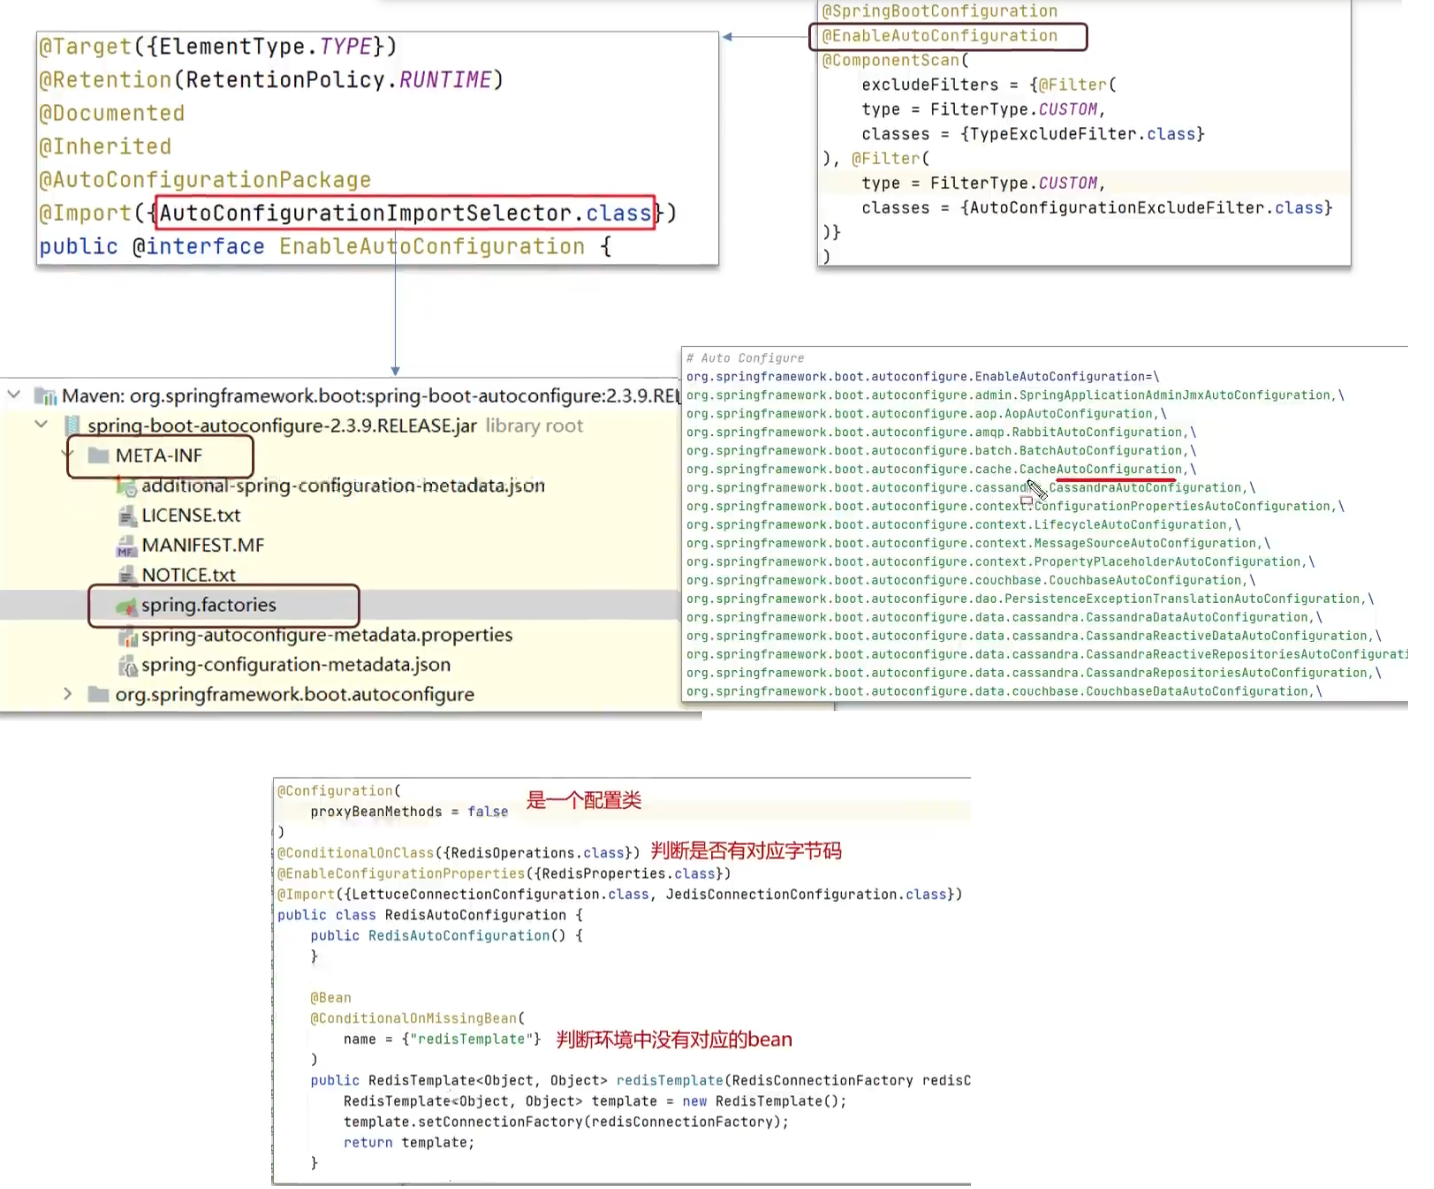 @Target({ElementType.TYPE})
@Retention(RetentionPolicy.RUNTIME)
@Documented
@Inherited
@AutoConfigurationPackage
@Import({AutoConfigurationImportSelector.class})
public @interface EnableAutoConfiguration {
@SpringBootConfiguration
@EnableAutoConfiguration
@ComponentScan(
excludeFilters = {@Filter(
type = FilterType.CUSTOM,
classes = {TypeExcludeFilter.class}
), @Filter(
type = FilterType.CUSTOM,
classes = {AutoConfigurationExcludeFilter.class}
)}
)
Maven: org.springframework.boot:spring-boot-autoconfigure:2.3.9.REL
spring-boot-autoconfigure-2.3.9.RELEASE.jar library root
META-INF
additional-spring-configuration-metadata.json
LICENSE.txt
MANIFEST.MF
NOTICE.txt
spring.factories
spring-autoconfigure-metadata.properties
spring-configuration-metadata.json
org.springframework.boot.autoconfigure
# Auto Configure
org.springframework.boot.autoconfigure.EnableAutoConfiguration=\
org.springframework.boot.autoconfigure.admin.SpringApplicationAdminJmxAutoConfiguration,\
org.springframework.boot.autoconfigure.aop.AopAutoConfiguration,\
org.springframework.boot.autoconfigure.amqp.RabbitAutoConfiguration,\
org.springframework.boot.autoconfigure.batch.BatchAutoConfiguration,\
org.springframework.boot.autoconfigure.cache.CacheAutoConfiguration,\
org.springframework.boot.autoconfigure.cassandra.CassandraAutoConfiguration,\
org.springframework.boot.autoconfigure.context.ConfigurationPropertiesAutoConfiguration,\
org.springframework.boot.autoconfigure.context.LifecycleAutoConfiguration,\
org.springframework.boot.autoconfigure.context.MessageSourceAutoConfiguration,\
org.springframework.boot.autoconfigure.context.PropertyPlaceholderAutoConfiguration,\
org.springframework.boot.autoconfigure.couchbase.CouchbaseAutoConfiguration,\
org.springframework.boot.autoconfigure.dao.PersistenceExceptionTranslationAutoConfiguration,\
org.springframework.boot.autoconfigure.data.cassandra.CassandraDataAutoConfiguration,\
org.springframework.boot.autoconfigure.data.cassandra.CassandraReactiveDataAutoConfiguration,\
org.springframework.boot.autoconfigure.data.cassandra.CassandraReactiveRepositoriesAutoConfigurati
org.springframework.boot.autoconfigure.data.cassandra.CassandraRepositoriesAutoConfiguration,\
org.springframework.boot.autoconfigure.data.couchbase.CouchbaseDataAutoConfiguration,\
@Configuration(
proxyBeanMethods = false 是一个配置类
)
@ConditionalOnClass({RedisOperations.class}) 判断是否有对应字节码
@EnableConfigurationProperties({RedisProperties.class})
@Import({LettuceConnectionConfiguration.class, JedisConnectionConfiguration.class})
public class RedisAutoConfiguration {
public RedisAutoConfiguration() {
}
@Bean
@ConditionalOnMissingBean(
name = {"redisTemplate"} 判断环境中没有对应的bean
)
public RedisTemplate<Object, Object> redisTemplate(RedisConnectionFactory redisC
RedisTemplate<Object, Object> template = new RedisTemplate();
template.setConnectionFactory(redisConnectionFactory);
return template;
}